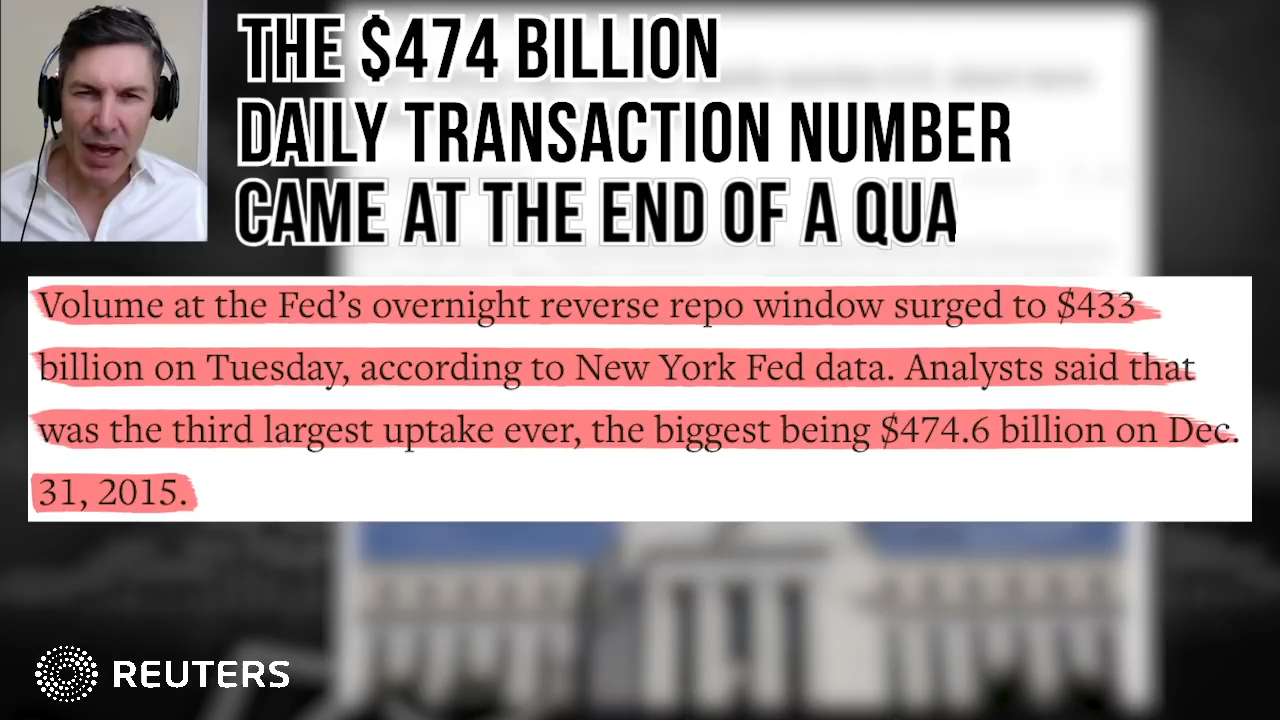 THE $474 BILLION
DAILY TRANSACTION NUMBER
CAME AT THE END OF A QUA
Volume at the Fed’s overnight reverse repo window surged to $433
billion on Tuesday, according to New York Fed data. Analysts said that
was the third largest uptake ever, the biggest being $474.6 billion on Dec.
31, 2015.
REUTERS